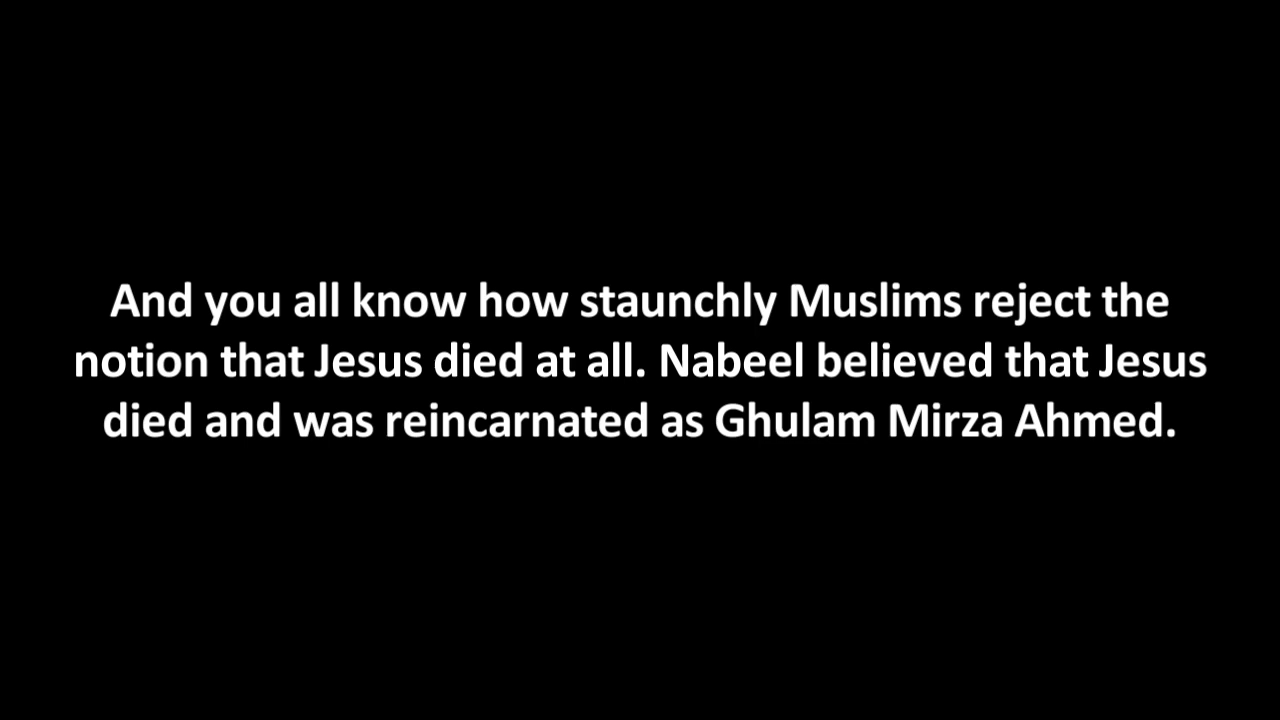 And you all know how staunchly Muslims reject the
notion that Jesus died at all. Nabeel believed that Jesus
died and was reincarnated as Ghulam Mirza Ahmed.